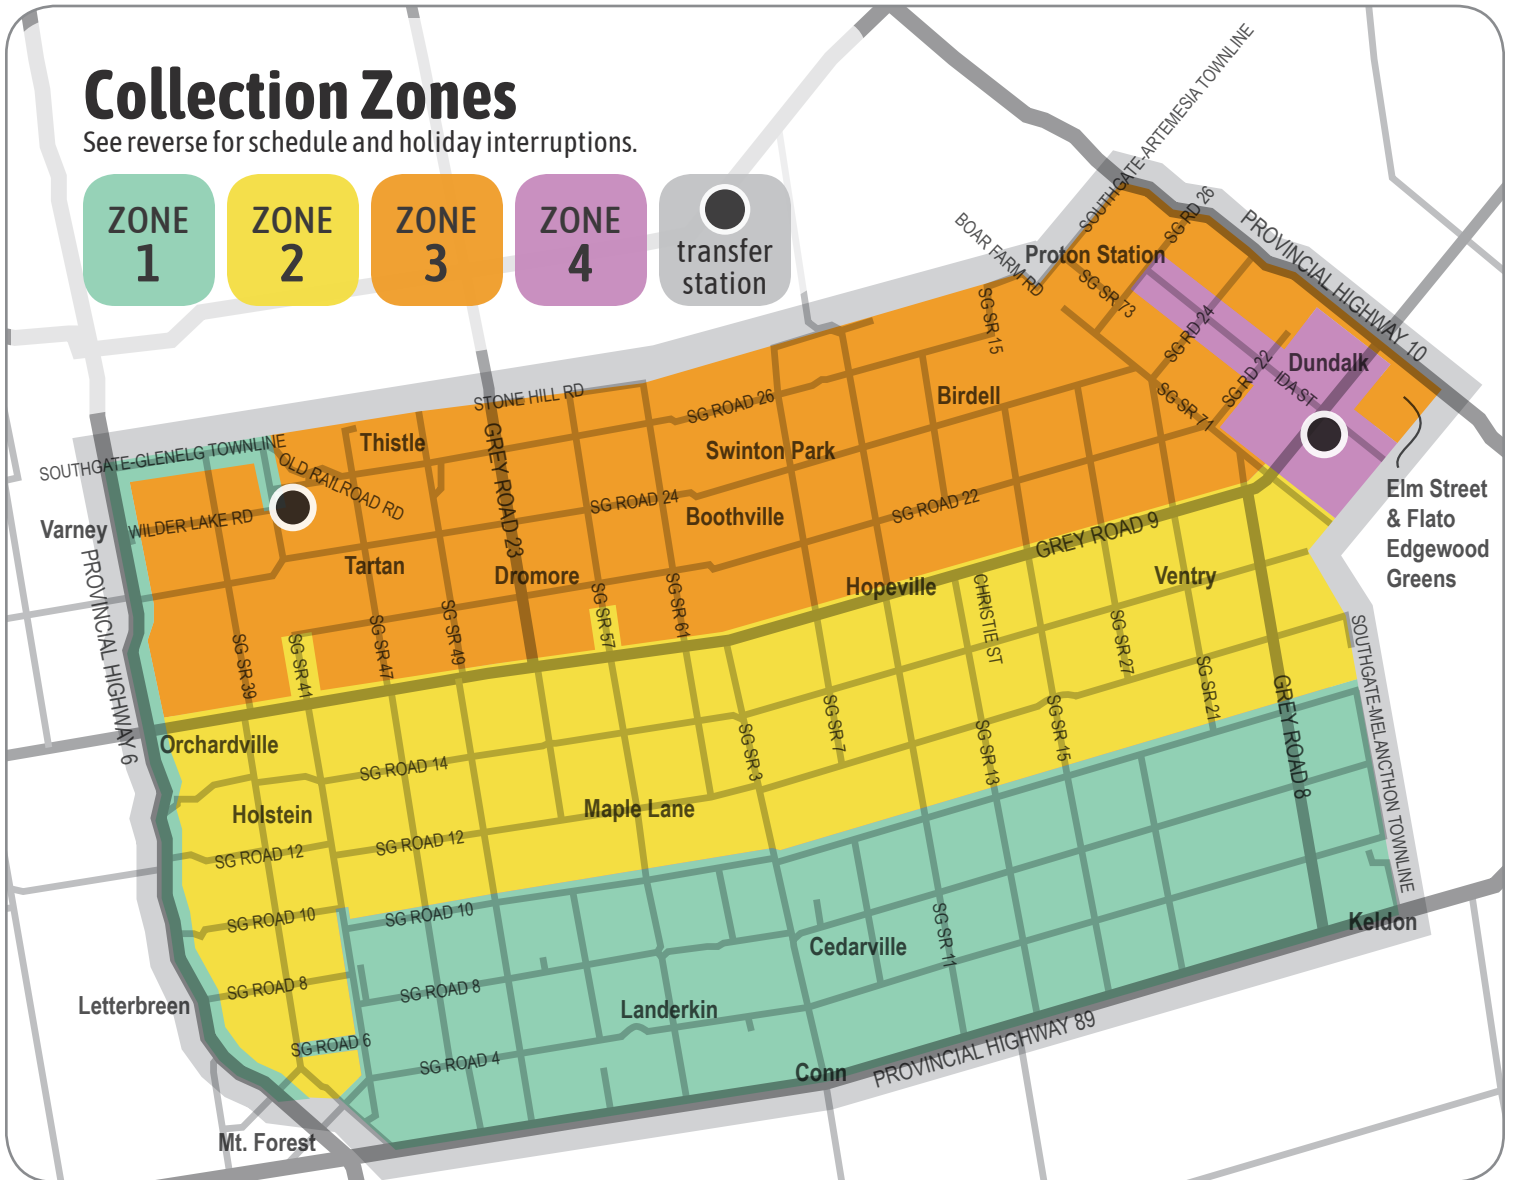 Collection Zones
See reverse for schedule and holiday interruptions.
ZONE
1
ZONE
2
ZONE
3
ZONE
4
transfer
station
SOUTHGATE-ARTEMESIA TOWNLINE
SG RD 26
PROVINCIAL HIGHWAY 10
BOAR FARM RD
Proton Station
SG SR 73
SG SR 15
SG RD 24
SG RD 22
Dundalk
IDA ST
SG SR 71
Elm Street
& Flato
Edgewood
Greens
STONE HILL RD
SG ROAD 26
Birdell
Thistle
GREY ROAD 23
Swinton Park
SOUTHGATE-GLENELG TOWNLINE
OLD RAILROAD RD
SG ROAD 24
Boothville
SG ROAD 22
Varney
WILDER LAKE RD
PROVINCIAL HIGHWAY 6
Tartan
Dromore
GREY ROAD 9
Hopeville
Ventry
SG SR 39
SG SR 41
SG SR 47
SG SR 49
SG SR 57
SG SR 61
CHRISTIE ST
SG SR 27
SG SR 21
GREY ROAD 8
SOUTHGATE-MELANCTHON TOWNLINE
Orchardville
SG ROAD 14
SG SR 3
SG SR 7
SG SR 13
SG SR 15
Holstein
Maple Lane
SG ROAD 12
SG ROAD 12
SG ROAD 10
SG ROAD 10
SG SR 11
Keldon
Cedarville
Letterbreen
SG ROAD 8
SG ROAD 8
Landerkin
SG ROAD 6
SG ROAD 4
Conn
PROVINCIAL HIGHWAY 89
Mt. Forest